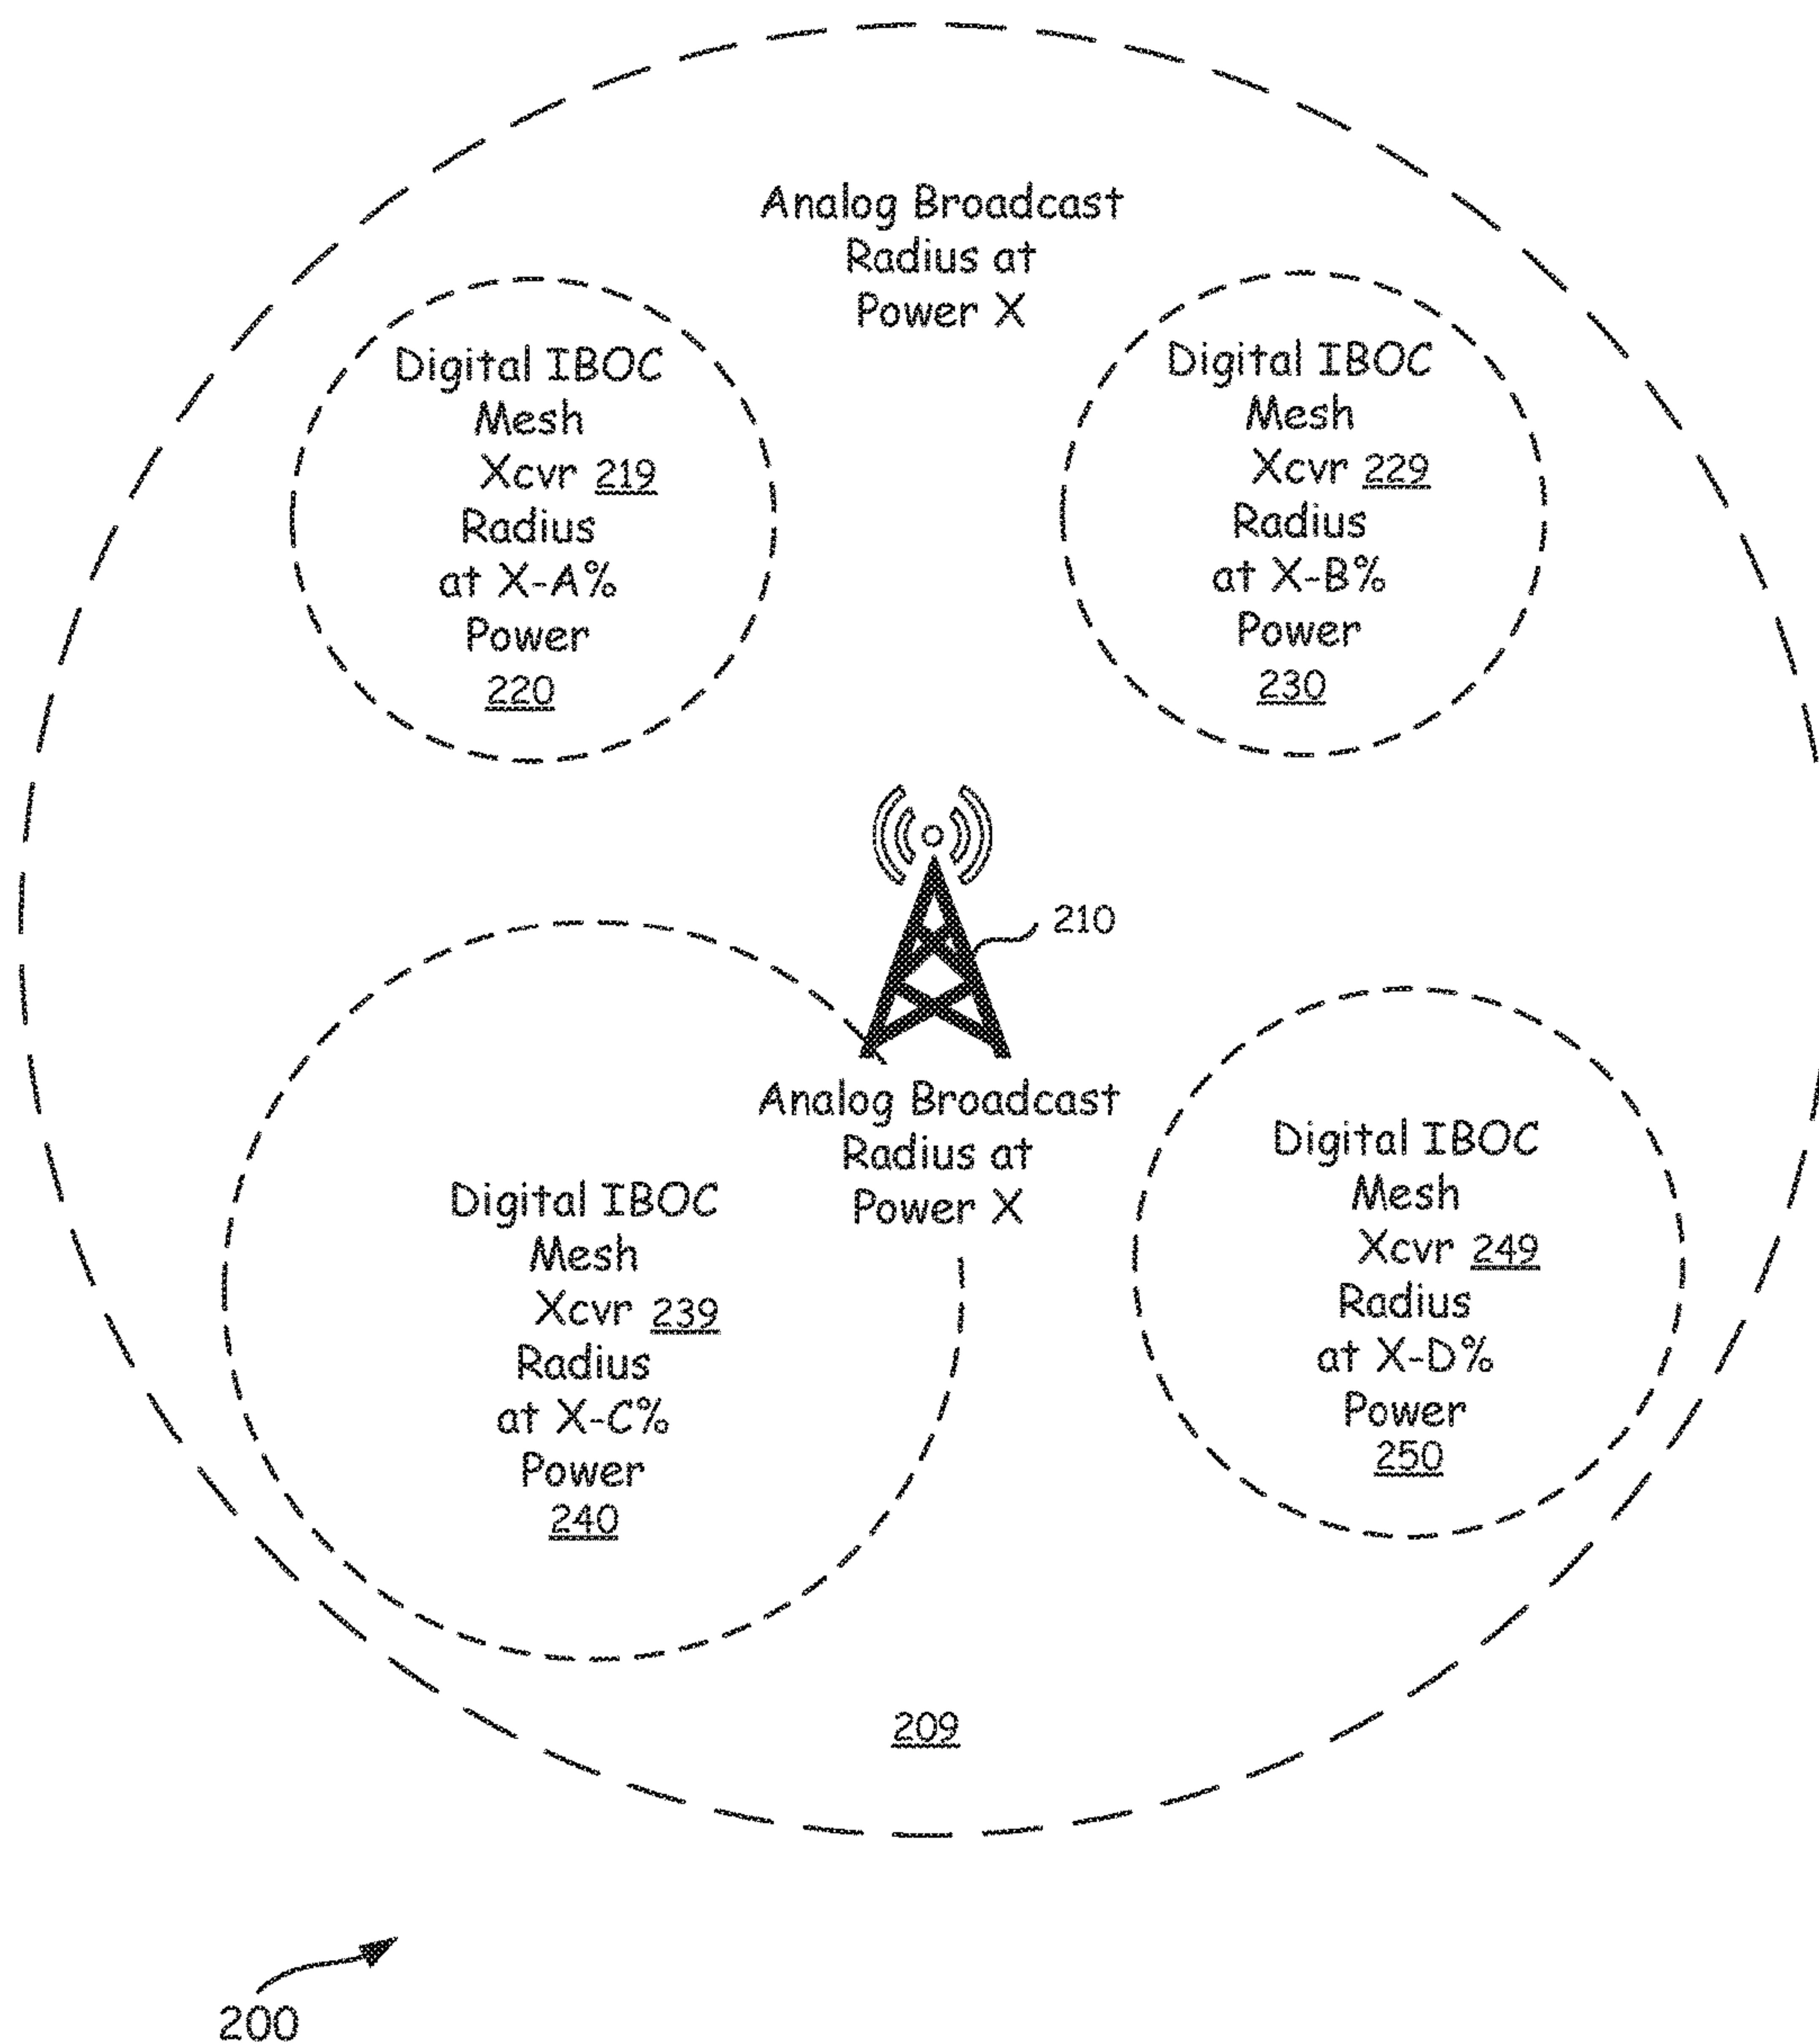 Analog Broadcast
Radius at
Power X
Digital IBOC
Mesh
Xcvr 219
Radius
at X-A%
Power
220
Digital IBOC
Mesh
Xcvr 229
Radius
at X-B%
Power
230
210
Analog Broadcast
Radius at
Power X
Digital IBOC
Mesh
Xcvr 239
Radius
at X-C%
Power
240
Digital IBOC
Mesh
Xcvr 249
Radius
at X-D%
Power
250
209
200